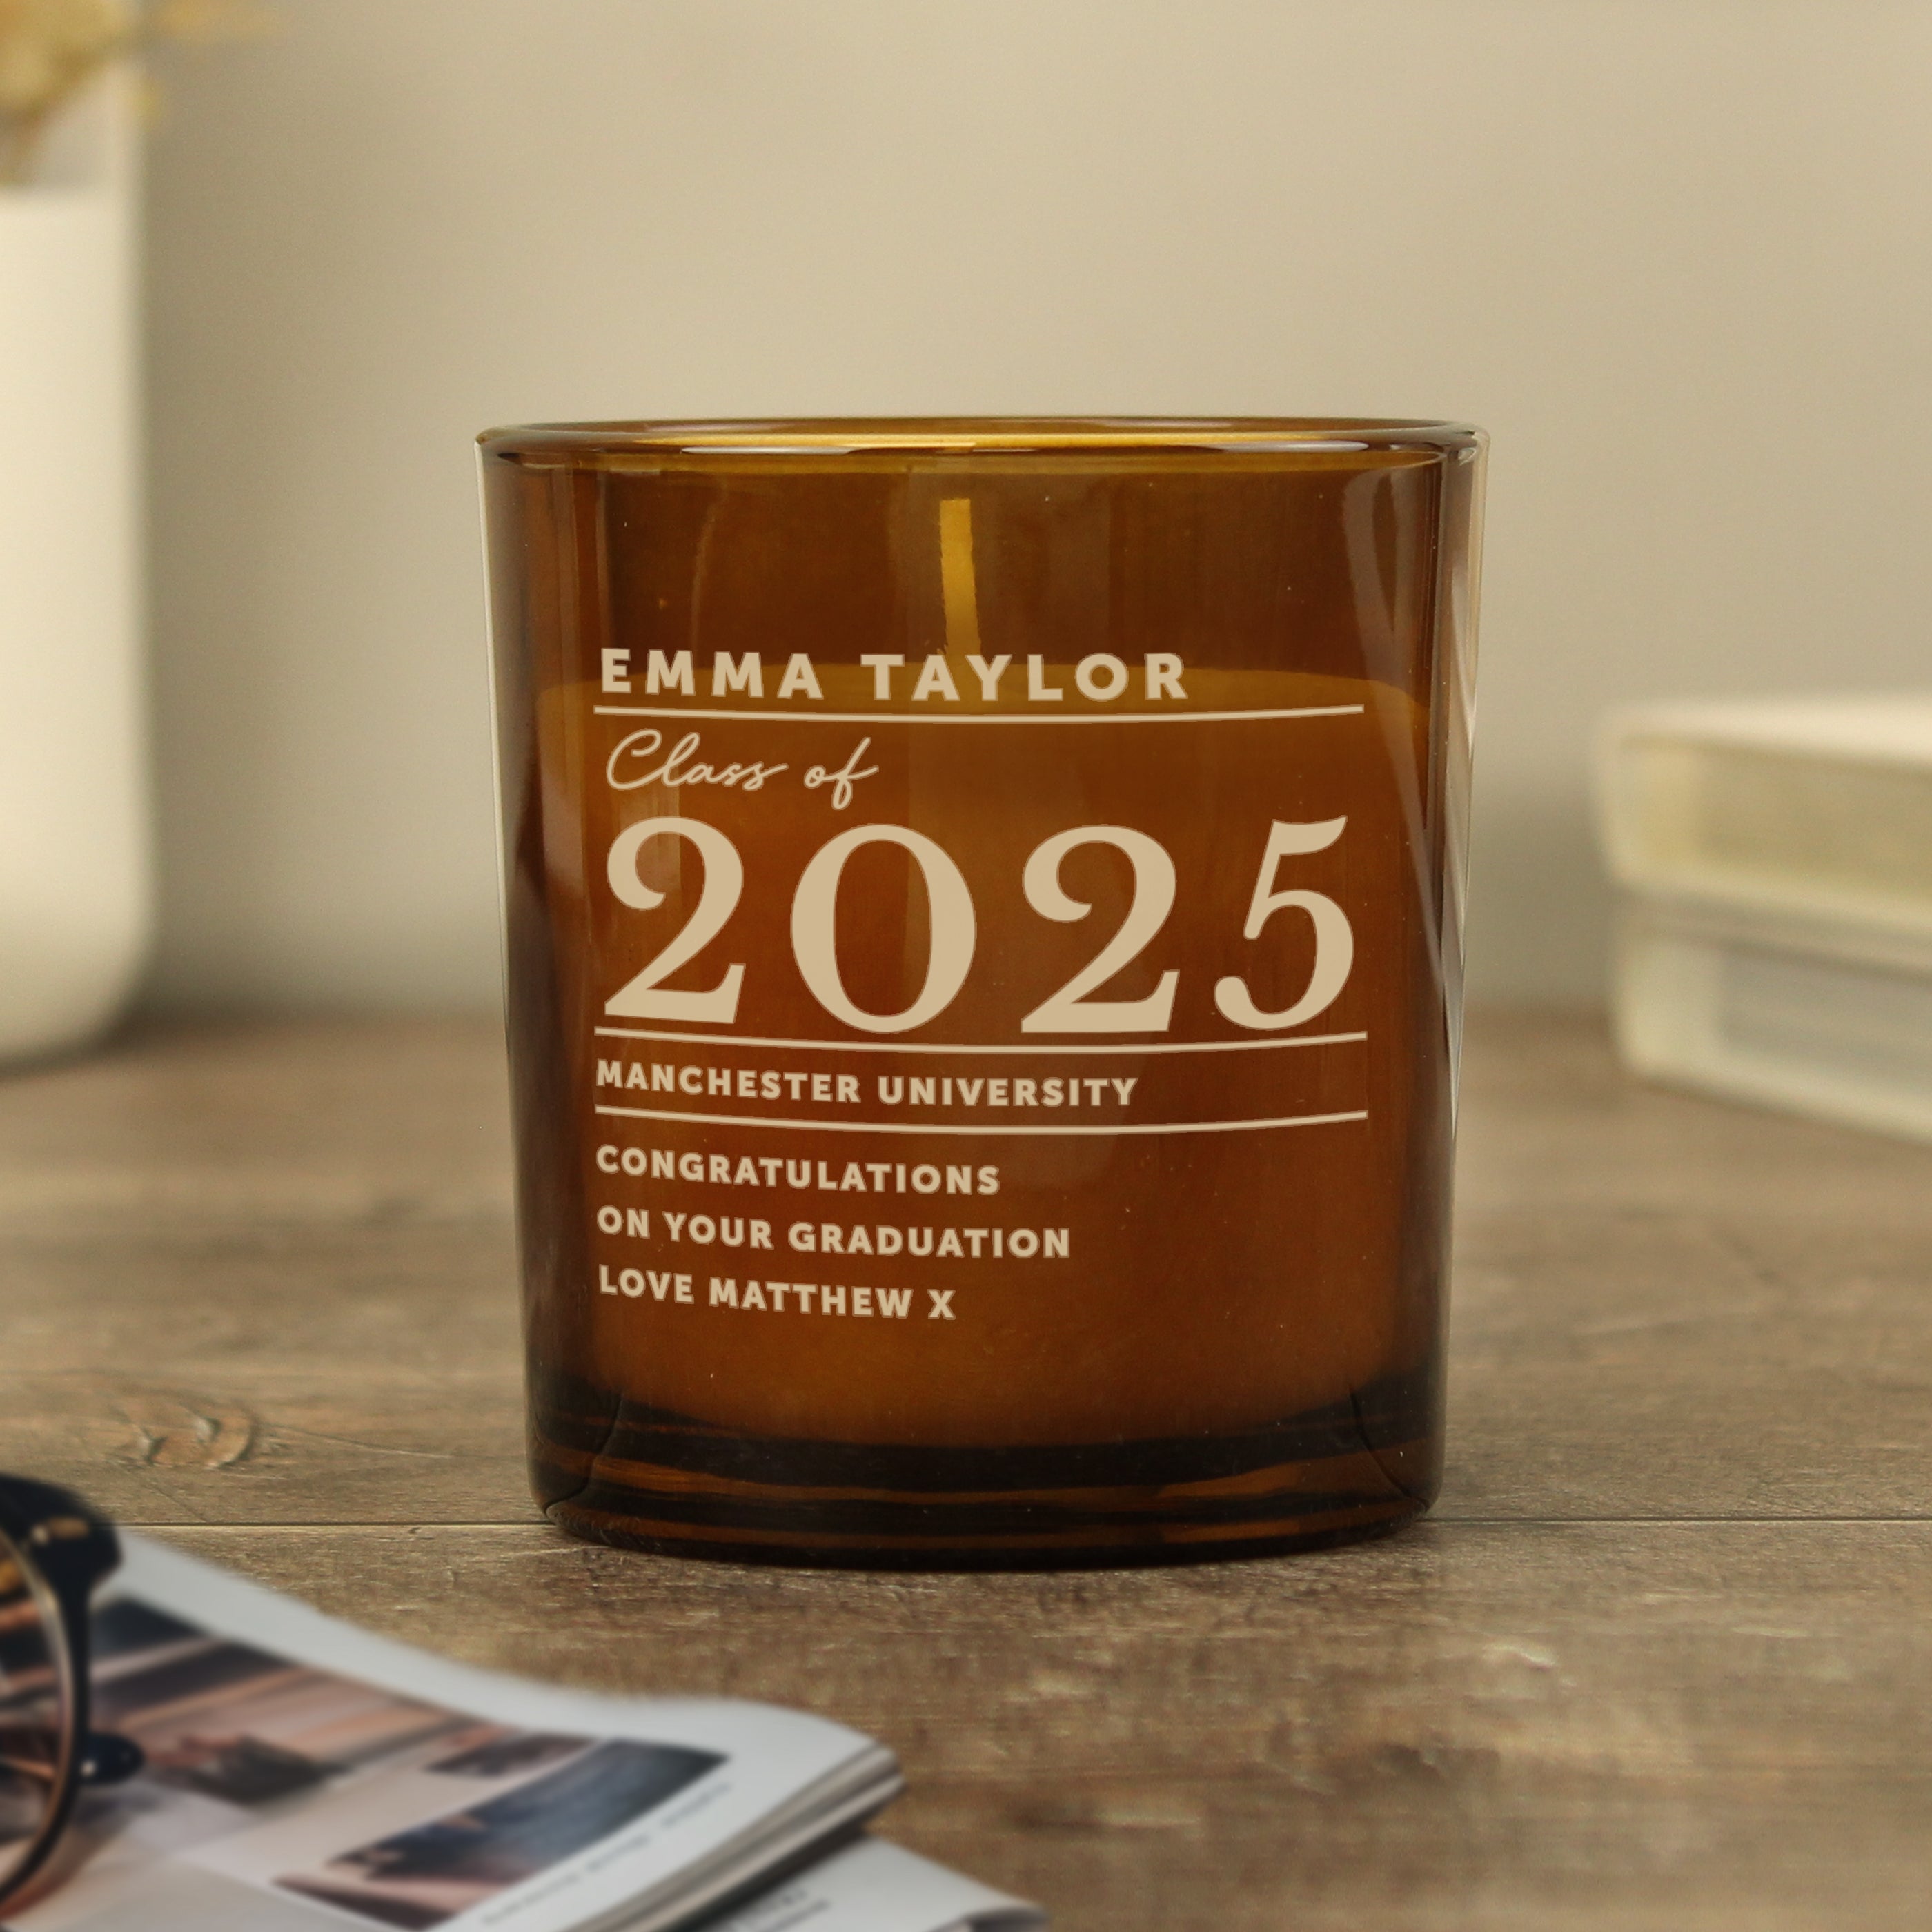 EMMA TAYLOR
Class of
2025
MANCHESTER UNIVERSITY
CONGRATULATIONS
ON YOUR GRADUATION
LOVE MATTHEW X